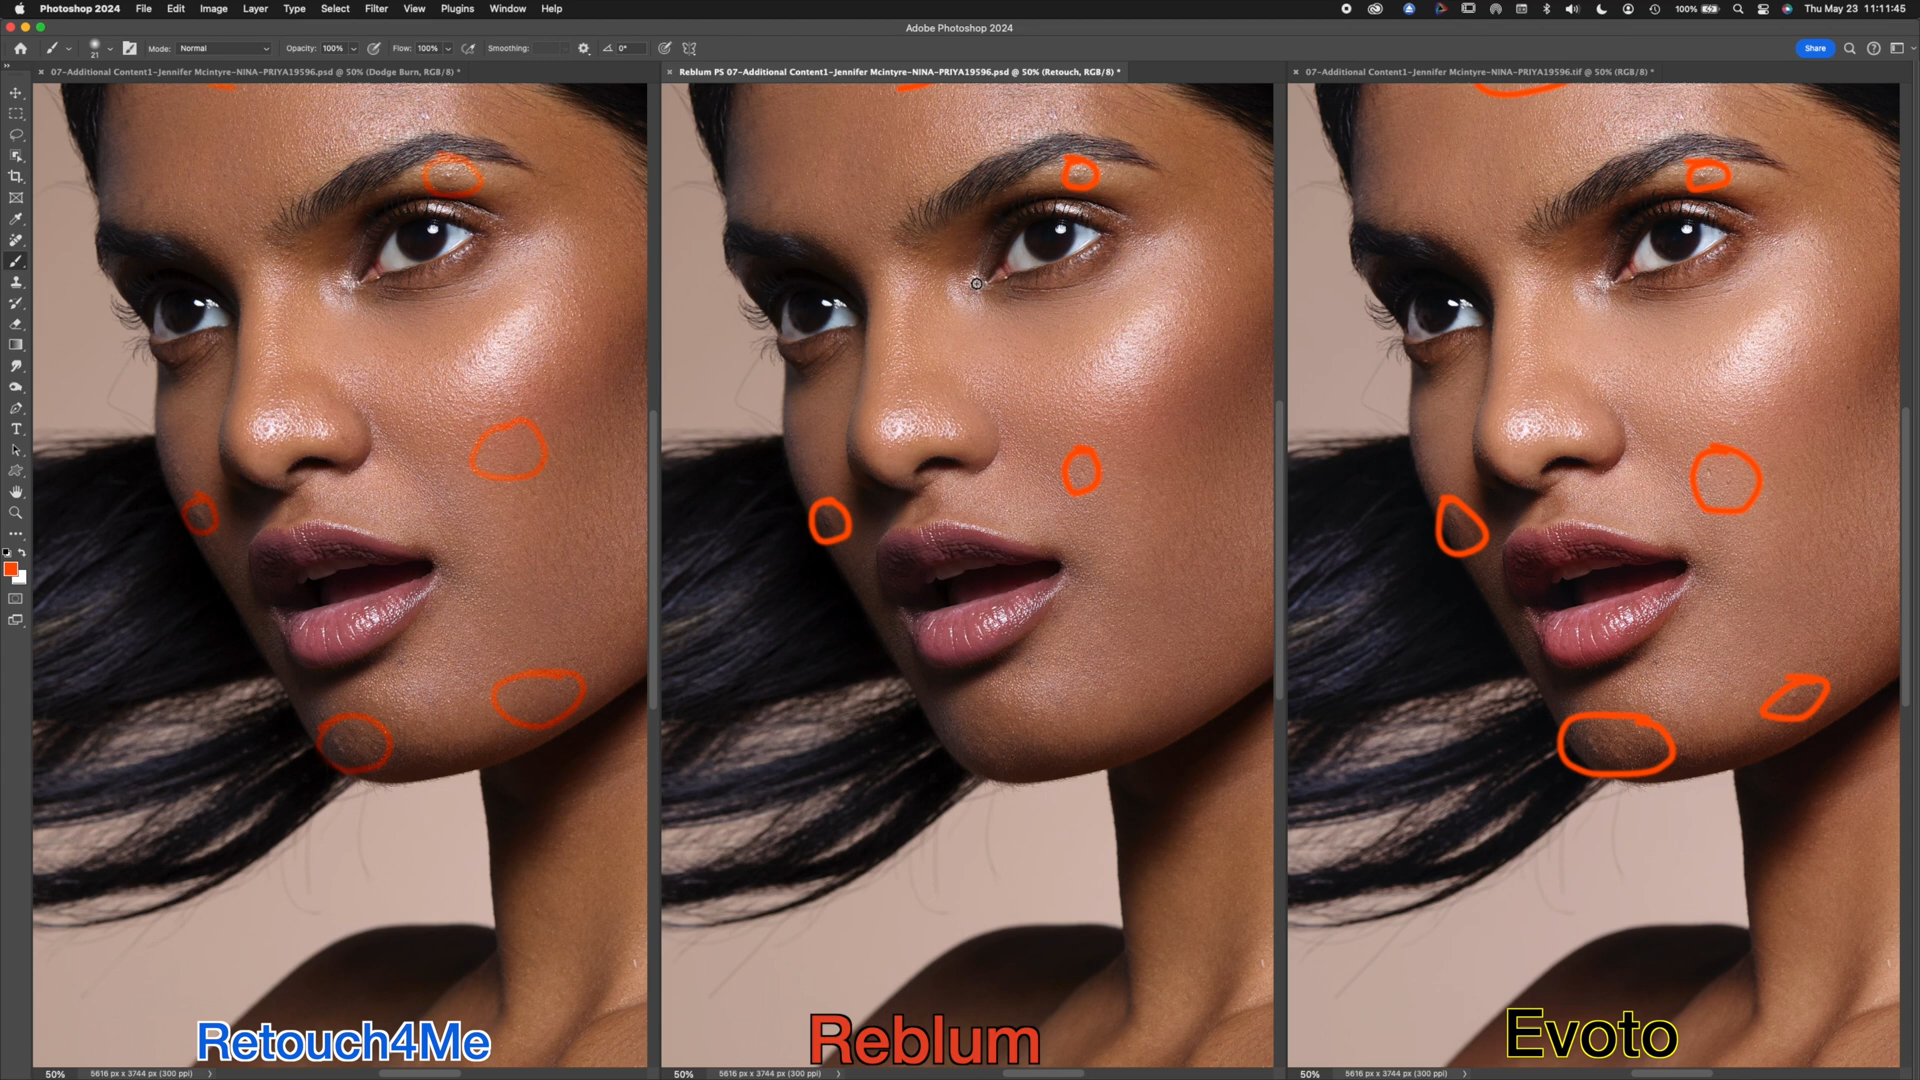 Photoshop 2024 File Edit Image Layer Type Select Filter View Plugins Window Help 100% Thu May 23 11:11:45
Adobe Photoshop 2024
21 Mode: Normal Opacity: 100% Flow: 100% Smoothing: 0° Share
07-Additional Content1-Jennifer Mcintyre-NINA-PRIYA19596.psd @ 50% (Dodge Burn, RGB/8) *
Reblum PS 07-Additional Content1-Jennifer Mcintyre-NINA-PRIYA19596.psd @ 50% (Retouch, RGB/8) *
07-Additional Content1-Jennifer Mcintyre-NINA-PRIYA19596.tif @ 50% (RGB/8) *
Retouch4Me
Reblum
Evoto
50% 5616 px x 3744 px (300 ppi)
50% 5616 px x 3744 px (300 ppi)
50% 5616 px x 3744 px (300 ppi)